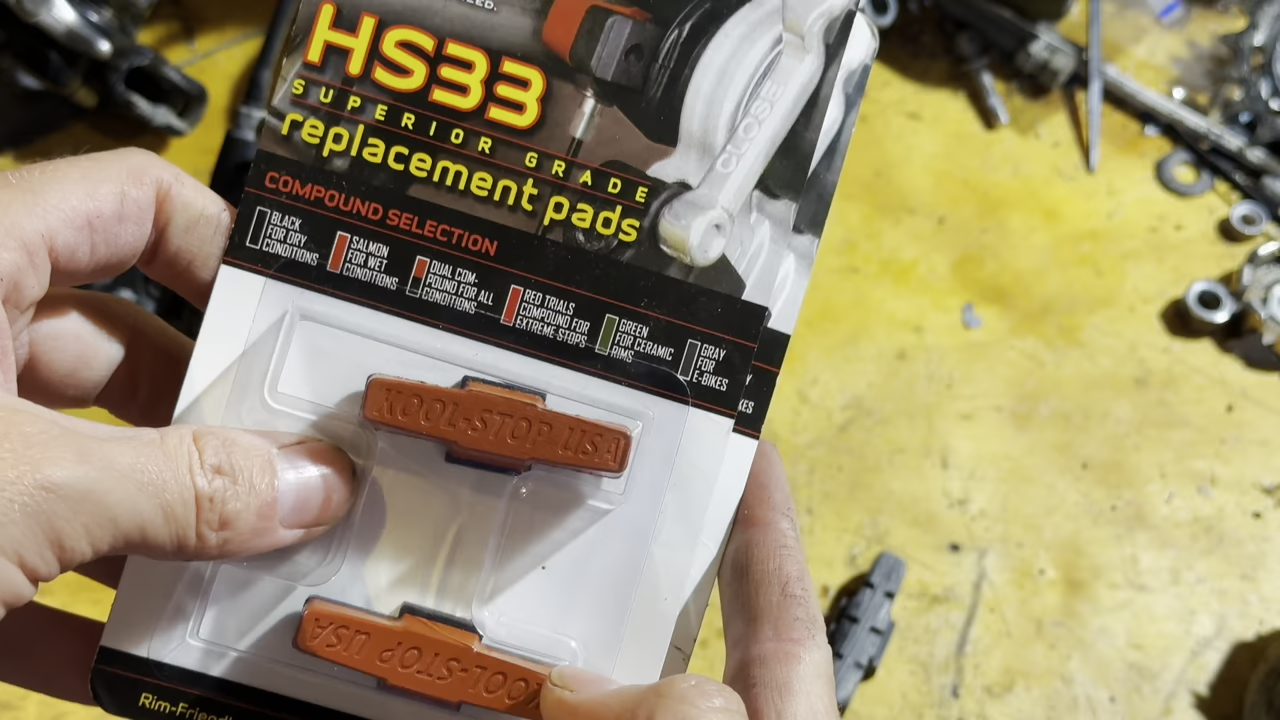 HS33
SUPERIOR GRADE
replacement pads
CLOSE
COMPOUND SELECTION
BLACK
FOR DRY
CONDITIONS
SALMON
FOR WET
CONDITIONS
DUAL COM-
POUND FOR ALL
CONDITIONS
RED TRIALS
COMPOUND FOR
EXTREME STOPS
GREEN
FOR CERAMIC
RIMS
GRAY
FOR
E-BIKES
KOOL-STOP USA
KOOL-STOP USA